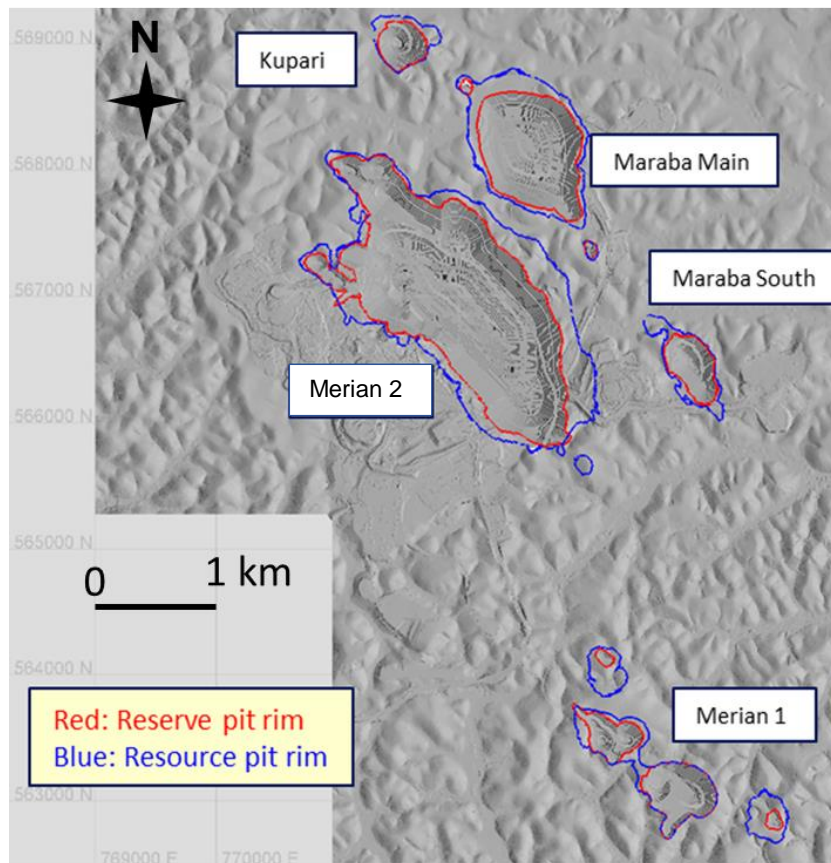 569000 N
N
Kupari
Maraba Main
568000 N
567000 N
Maraba South
Merian 2
566000 N
565000 N
0 1 km
564000 N
Red: Reserve pit rim
Blue: Resource pit rim
Merian 1
563000 N
769000 E 770000 E